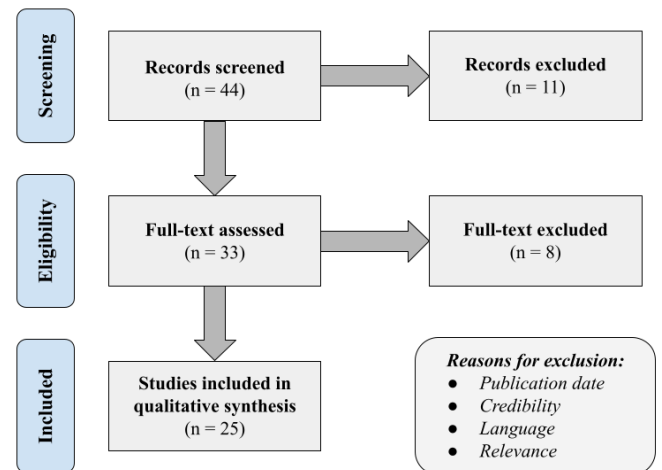 Screening
Records screened
(n = 44)
Records excluded
(n = 11)
Eligibility
Full-text assessed
(n = 33)
Full-text excluded
(n = 8)
Included
Studies included in
qualitative synthesis
(n = 25)
Reasons for exclusion:
● Publication date
● Credibility
● Language
● Relevance